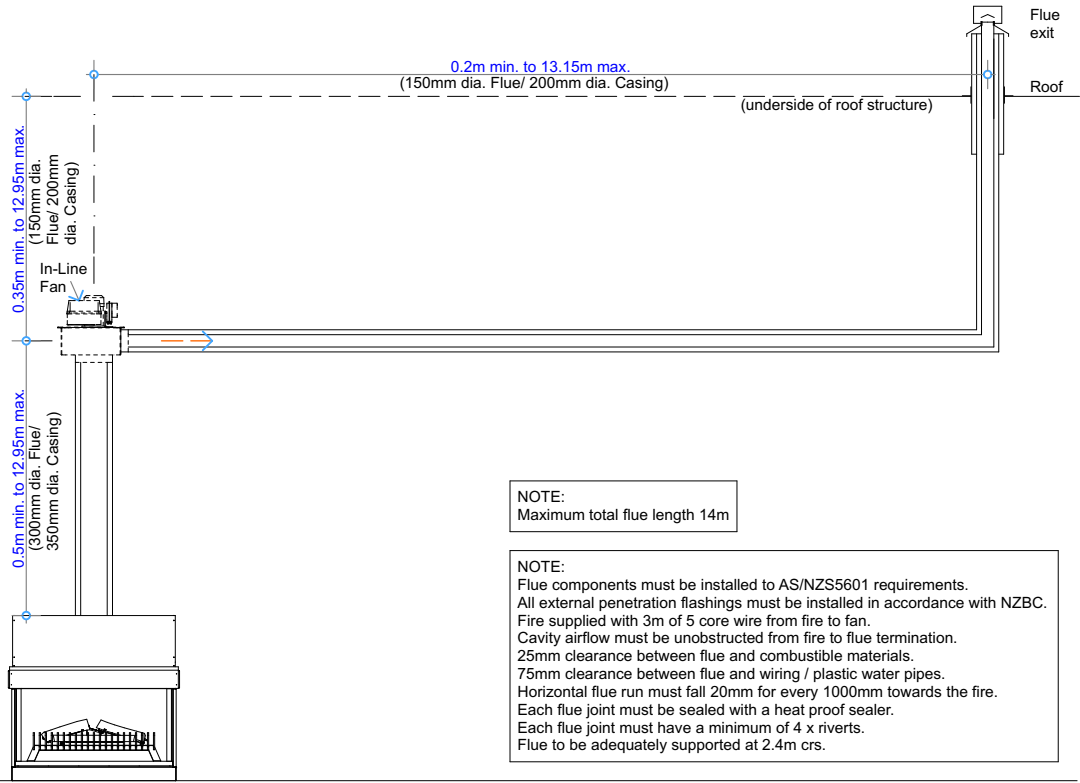 Flue
exit
0.2m min. to 13.15m max.
(150mm dia. Flue/ 200mm dia. Casing)
Roof
(underside of roof structure)
0.35m min. to 12.95m max.
(150mm dia.
Flue/ 200mm
dia. Casing)
In-Line
Fan
0.5m min. to 12.95m max.
(300mm dia. Flue/
350mm dia. Casing)
NOTE:
Maximum total flue length 14m
NOTE:
Flue components must be installed to AS/NZS5601 requirements.
All external penetration flashings must be installed in accordance with NZBC.
Fire supplied with 3m of 5 core wire from fire to fan.
Cavity airflow must be unobstructed from fire to flue termination.
25mm clearance between flue and combustible materials.
75mm clearance between flue and wiring / plastic water pipes.
Horizontal flue run must fall 20mm for every 1000mm towards the fire.
Each flue joint must be sealed with a heat proof sealer.
Each flue joint must have a minimum of 4 x riverts.
Flue to be adequately supported at 2.4m crs.